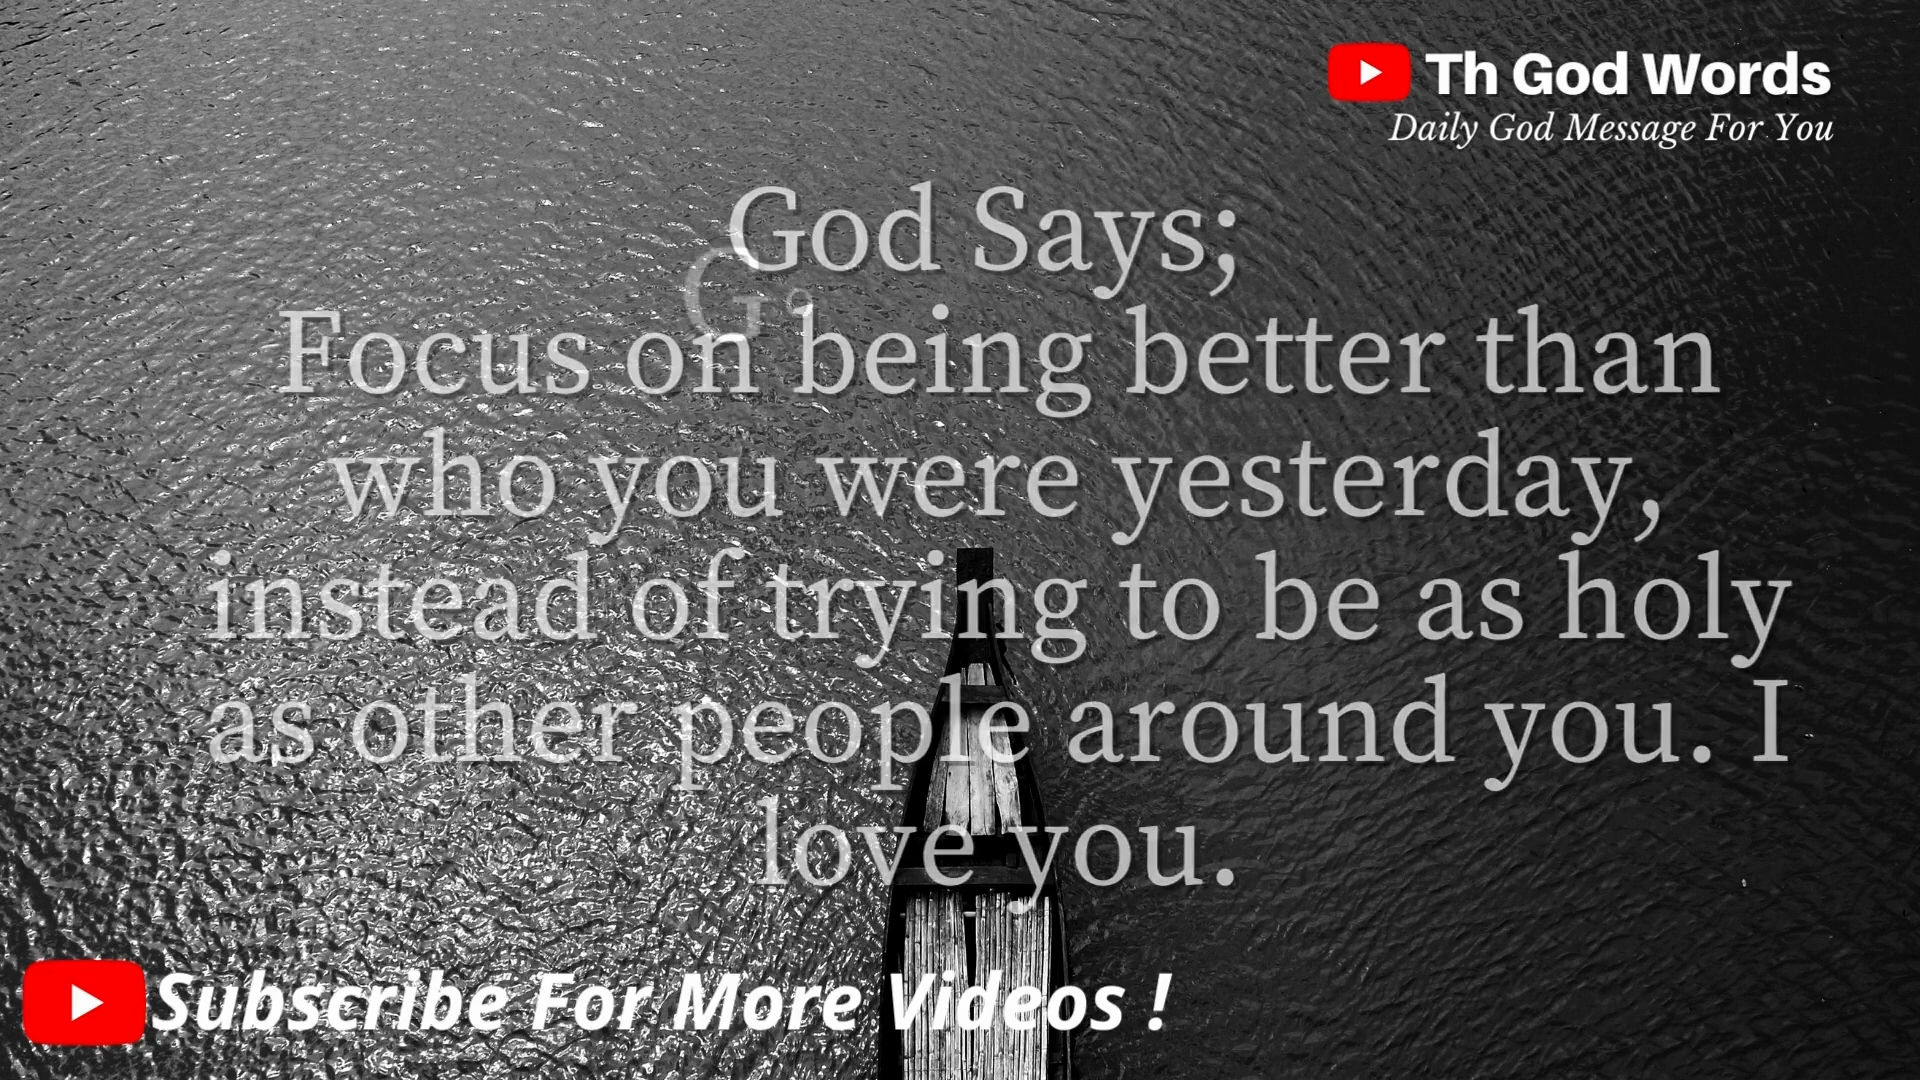 Th God Words
Daily God Message For You
God Says;
G
Focus on being better than
who you were yesterday,
instead of trying to be as holy
as other people around you. I
love you.
Subscribe For More Videos !